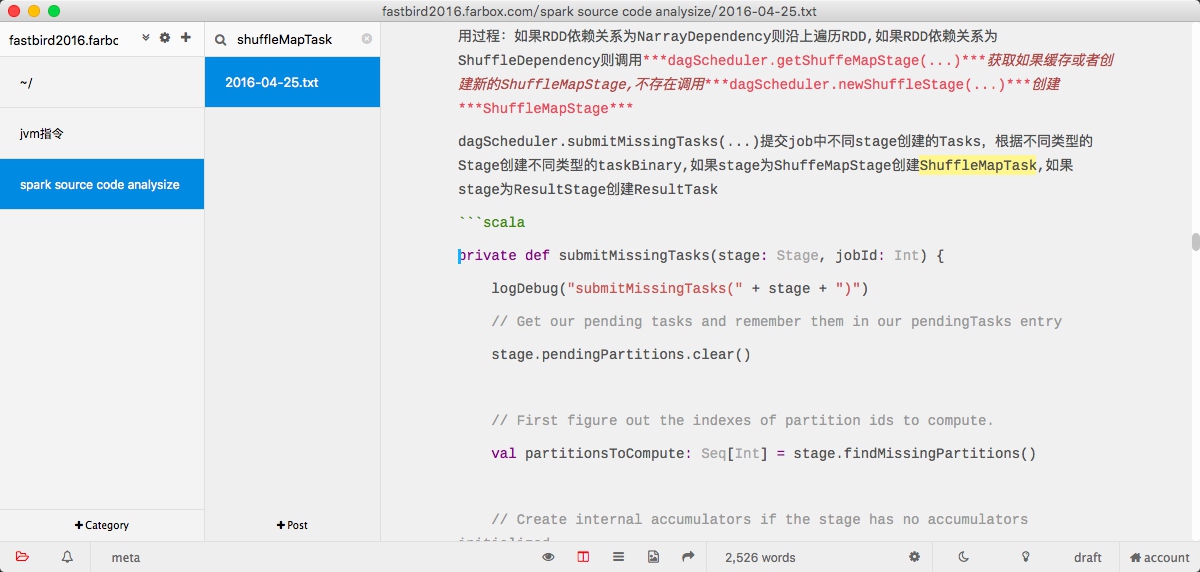 fastbird2016.farbox.com/spark source code analysize/2016-04-25.txt
fastbird2016.farbc
~/
jvm指令
spark source code analysize
+Category
shuffleMapTask
2016-04-25.txt
+Post
用过程：如果RDD依赖关系为NarrayDependency则沿上遍历RDD,如果RDD依赖关系为
ShuffleDependency则调用***dagScheduler.getShuffeMapStage(...)***获取如果缓存或者创
建新的ShuffleMapStage,不存在调用***dagScheduler.newShuffleStage(...)***创建
***ShuffleMapStage***
dagScheduler.submitMissingTasks(...)提交job中不同stage创建的Tasks，根据不同类型的
Stage创建不同类型的taskBinary,如果stage为ShuffeMapStage创建ShuffleMapTask,如果
stage为ResultStage创建ResultTask
```scala
private def submitMissingTasks(stage: Stage, jobId: Int) {
logDebug("submitMissingTasks(" + stage + ")")
// Get our pending tasks and remember them in our pendingTasks entry
stage.pendingPartitions.clear()
// First figure out the indexes of partition ids to compute.
val partitionsToCompute: Seq[Int] = stage.findMissingPartitions()
// Create internal accumulators if the stage has no accumulators
initialized
meta
2,526 words
draft
account